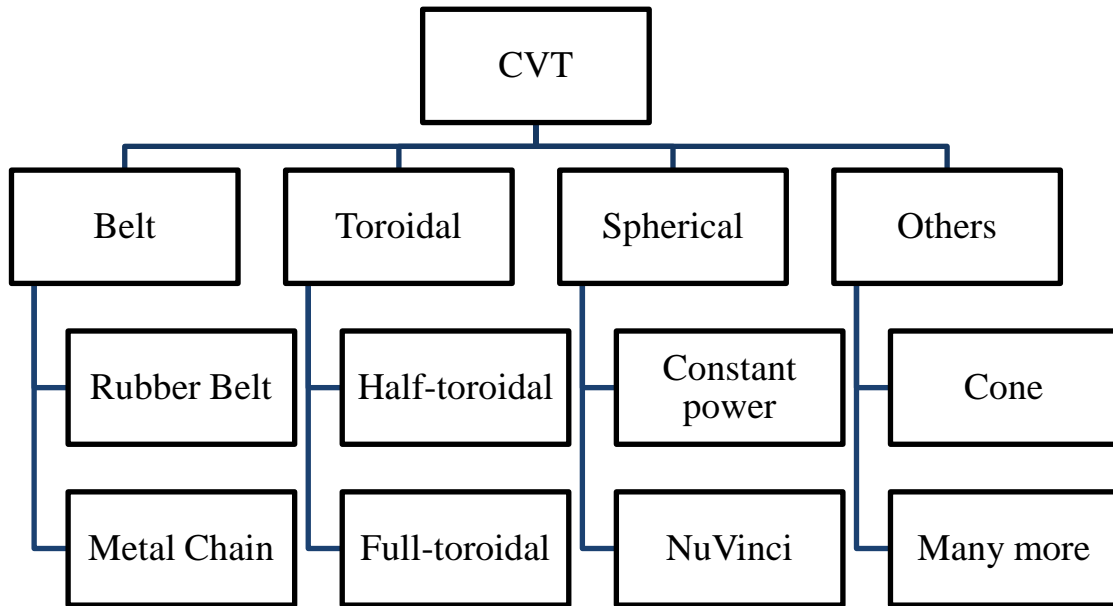 CVT
Belt
Toroidal
Spherical
Others
Rubber Belt
Half-toroidal
Constant
power
Cone
Metal Chain
Full-toroidal
NuVinci
Many more